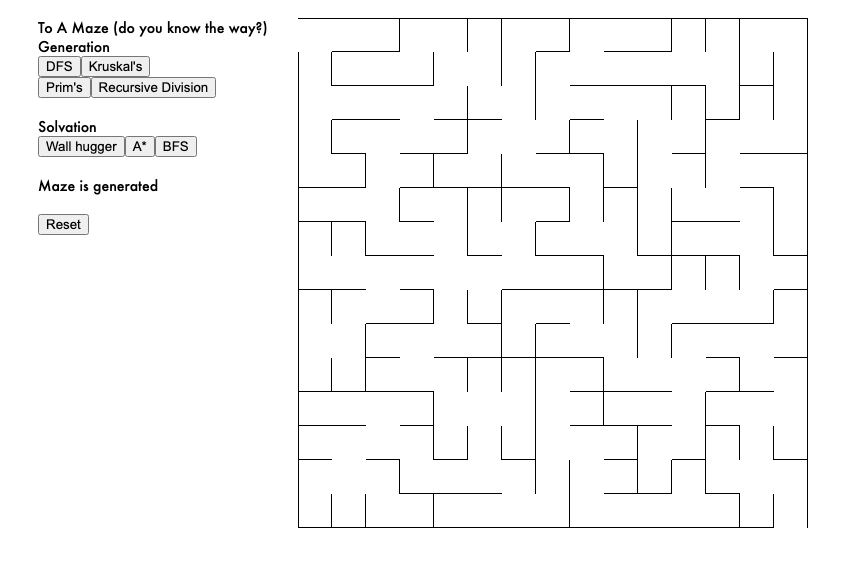 To A Maze (do you know the way?)
Generation
DFS Kruskal's
Prim's Recursive Division
Solvation
Wall hugger A* BFS
Maze is generated
Reset